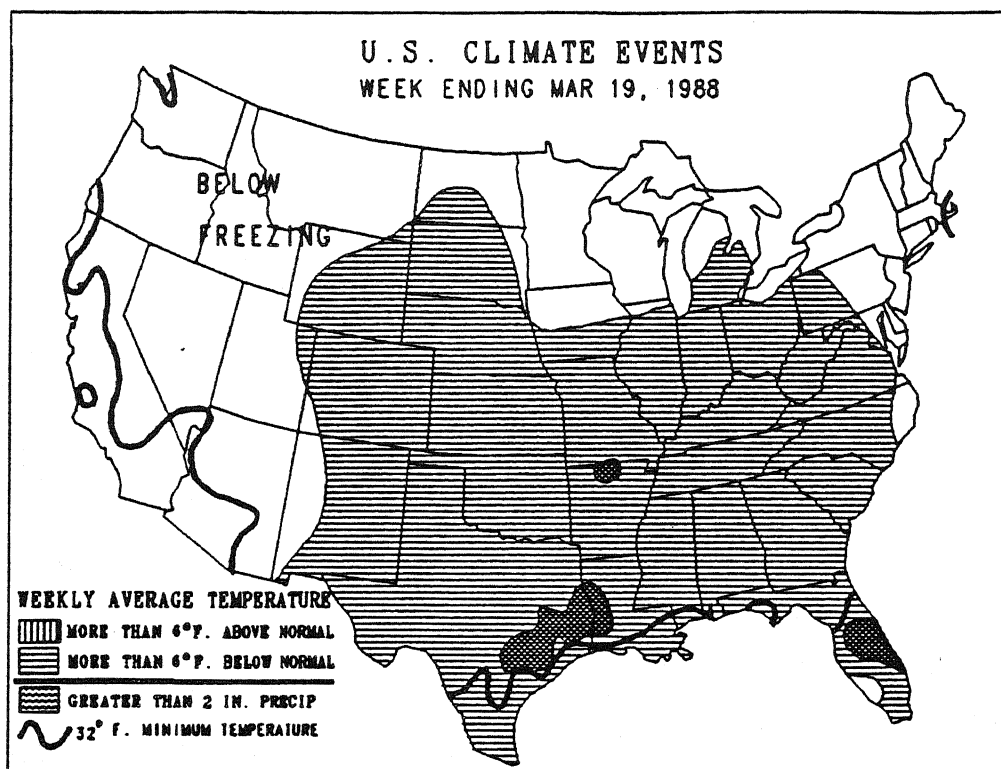 U.S. CLIMATE EVENTS
WEEK ENDING MAR 19, 1988
BELOW
FREEZING
WEEKLY AVERAGE TEMPERATURE
MORE THAN 6°F. ABOVE NORMAL
MORE THAN 6°F. BELOW NORMAL
GREATER THAN 2 IN. PRECIP
32° F. MINIMUM TEMPERATURE